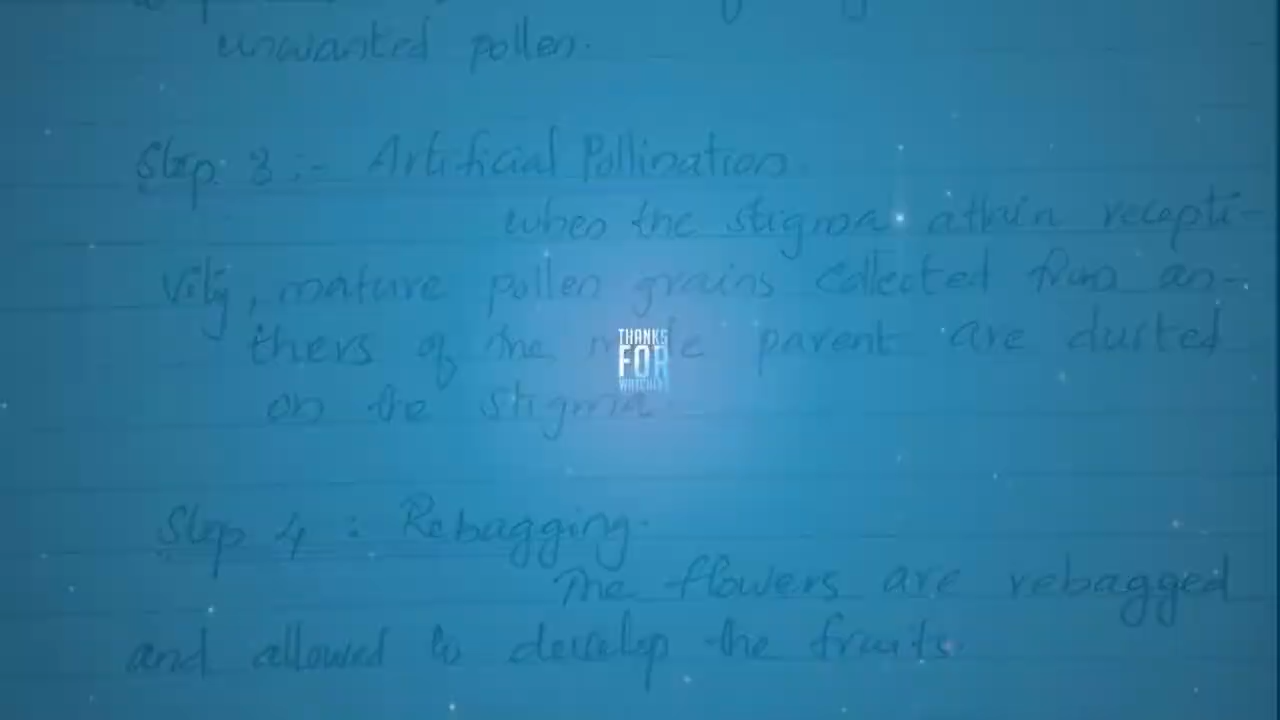 unwanted pollen.
Step 3 :- Artificial Pollination.
when the stigma attain recepti-
vity, mature pollen grains collected from an-
thers of the male parent are dusted
on the stigma
THANKS
FOR
WATCHING
Step 4 : Rebagging.
The flowers are rebagged
and allowed to develop the fruits.